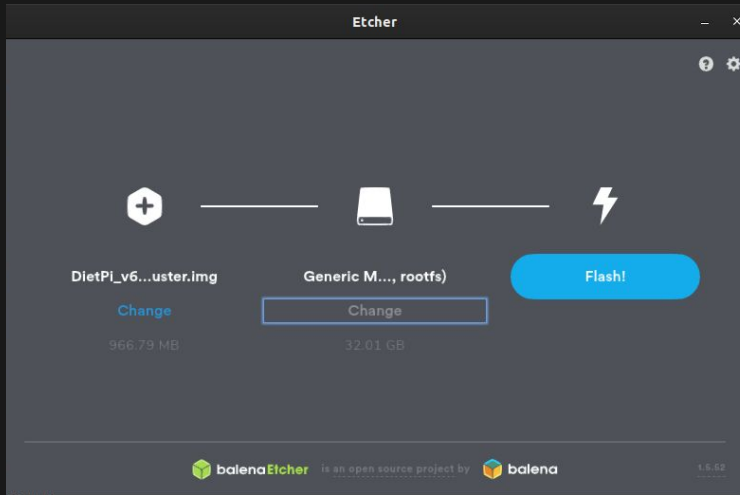 Etcher
DietPi_v6...uster.img
Generic M..., rootfs)
Flash!
Change
Change
966.79 MB
32.01 GB
balenaEtcher is an open source project by balena
1.5.52